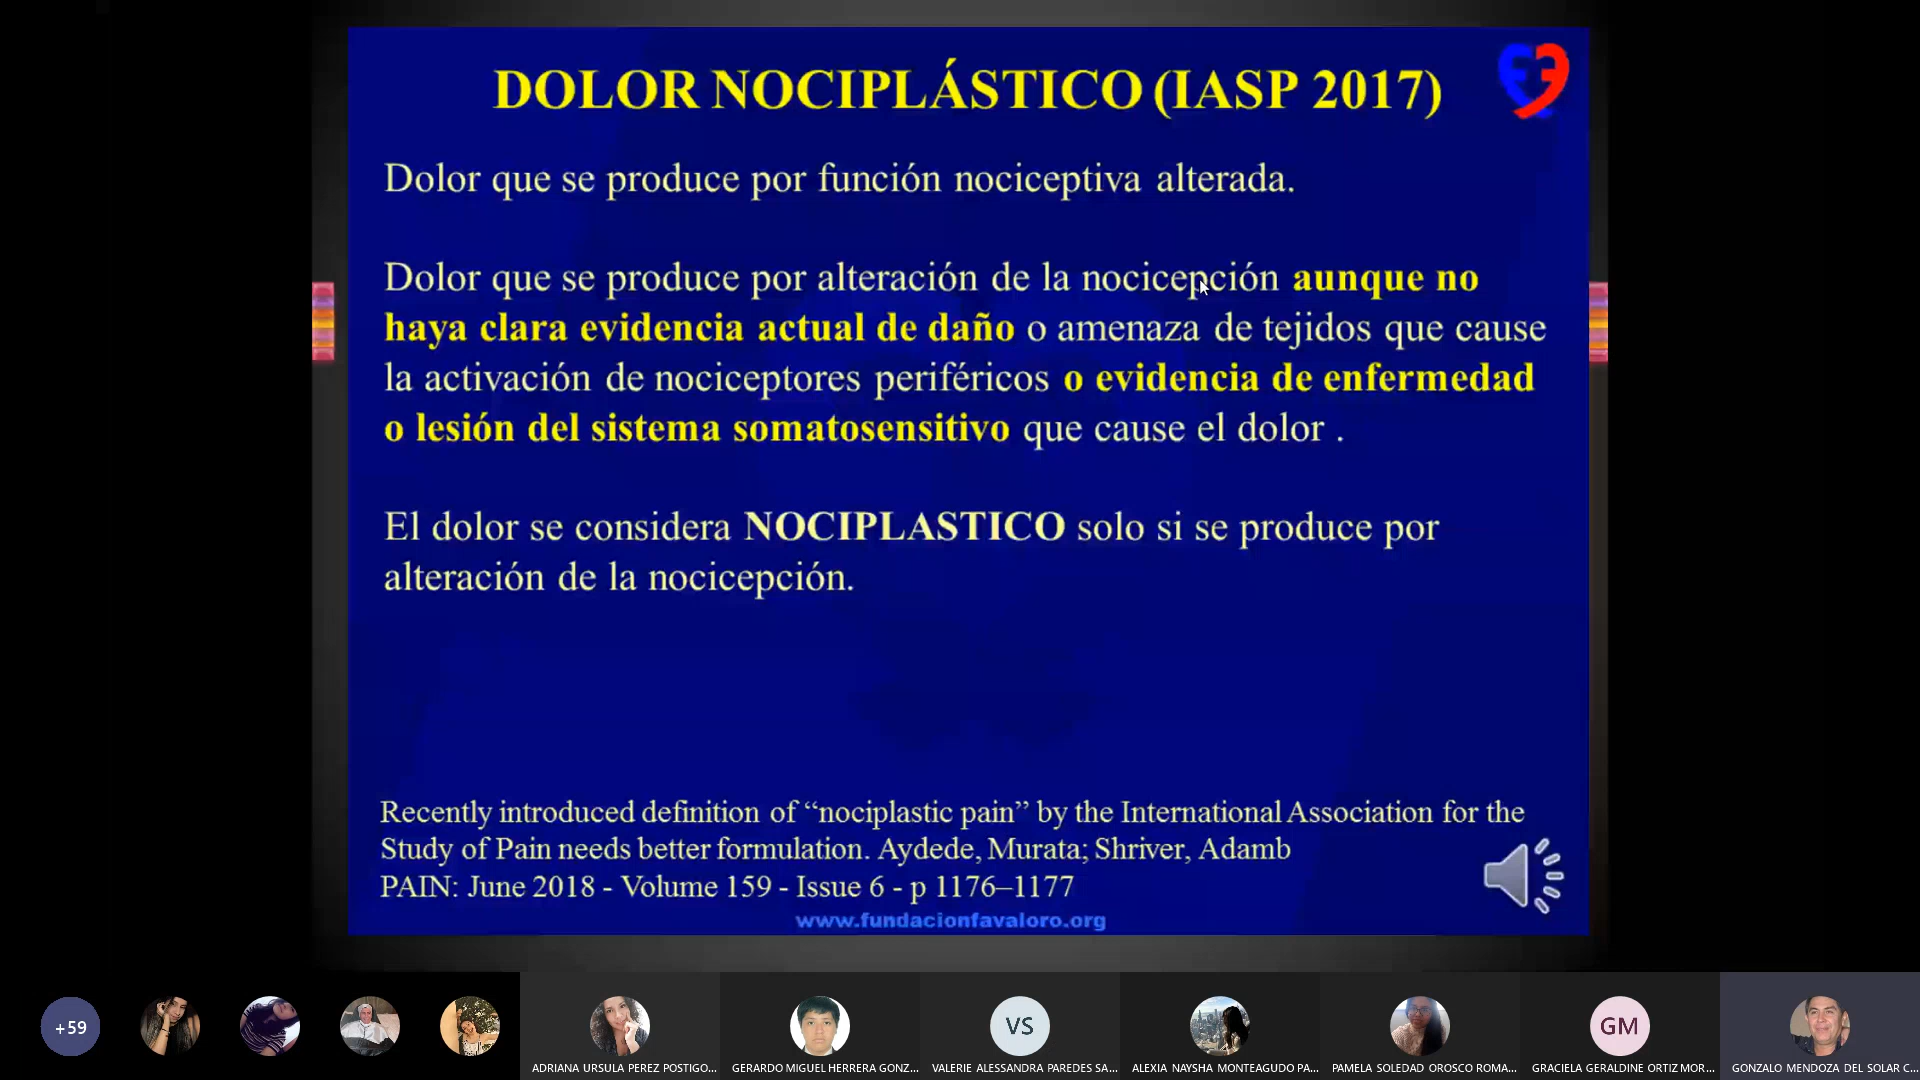 DOLOR NOCIPLÁSTICO (IASP 2017)
Dolor que se produce por función nociceptiva alterada.
Dolor que se produce por alteración de la nocicepción aunque no
haya clara evidencia actual de daño o amenaza de tejidos que cause
la activación de nociceptores periféricos o evidencia de enfermedad
o lesión del sistema somatosensitivo que cause el dolor .
El dolor se considera NOCIPLASTICO solo si se produce por
alteración de la nocicepción.
Recently introduced definition of “nociplastic pain” by the International Association for the
Study of Pain needs better formulation. Aydede, Murata; Shriver, Adamb
PAIN: June 2018 - Volume 159 - Issue 6 - p 1176–1177
www.fundacionfavaloro.org
+59
VS
GM
ADRIANA URSULA PEREZ POSTIGO...
GERARDO MIGUEL HERRERA GONZ...
VALERIE ALESSANDRA PAREDES SA...
ALEXIA NAYSHA MONTEAGUDO PA...
PAMELA SOLEDAD OROSCO ROMA...
GRACIELA GERALDINE ORTIZ MOR...
GONZALO MENDOZA DEL SOLAR C...